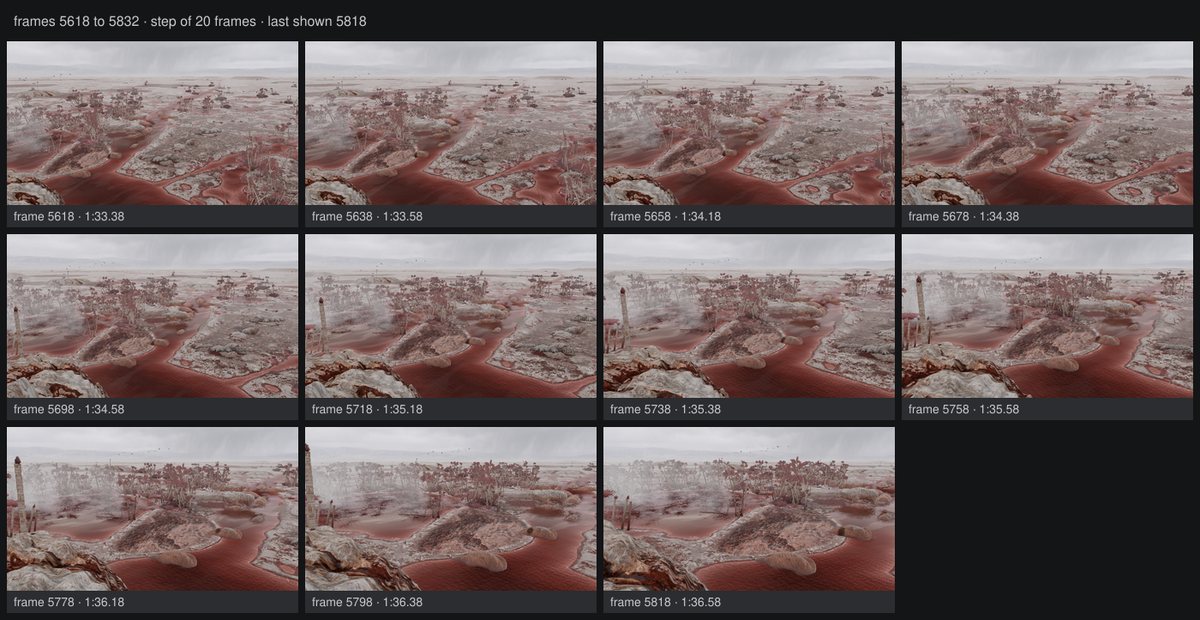 frames 5618 to 5832 · step of 20 frames · last shown 5818
frame 5618 · 1:33.38
frame 5638 · 1:33.58
frame 5658 · 1:34.18
frame 5678 · 1:34.38
frame 5698 · 1:34.58
frame 5718 · 1:35.18
frame 5738 · 1:35.38
frame 5758 · 1:35.58
frame 5778 · 1:36.18
frame 5798 · 1:36.38
frame 5818 · 1:36.58